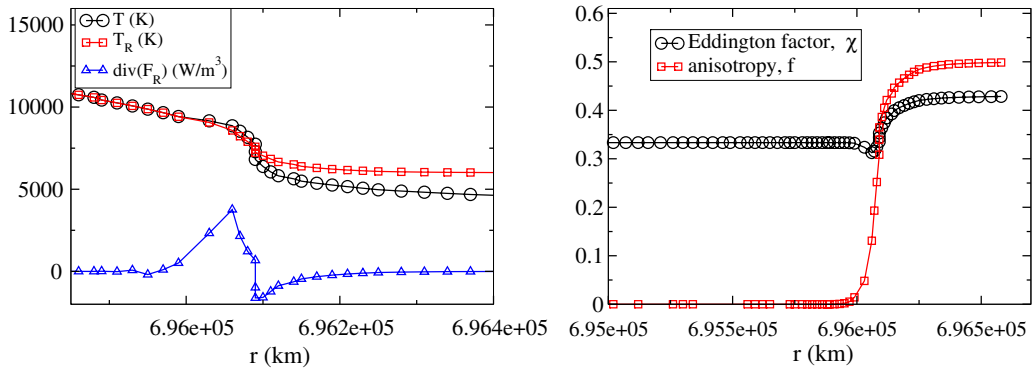 15000
10000
5000
0
T (K)
T_R (K)
div(F_R) (W/m³)
6.96e+05
6.962e+05
6.964e+05
r (km)
0.6
0.5
0.4
0.3
0.2
0.1
0
Eddington factor, χ
anisotropy, f
6.95e+05
6.955e+05
6.96e+05
6.965e+05
r (km)